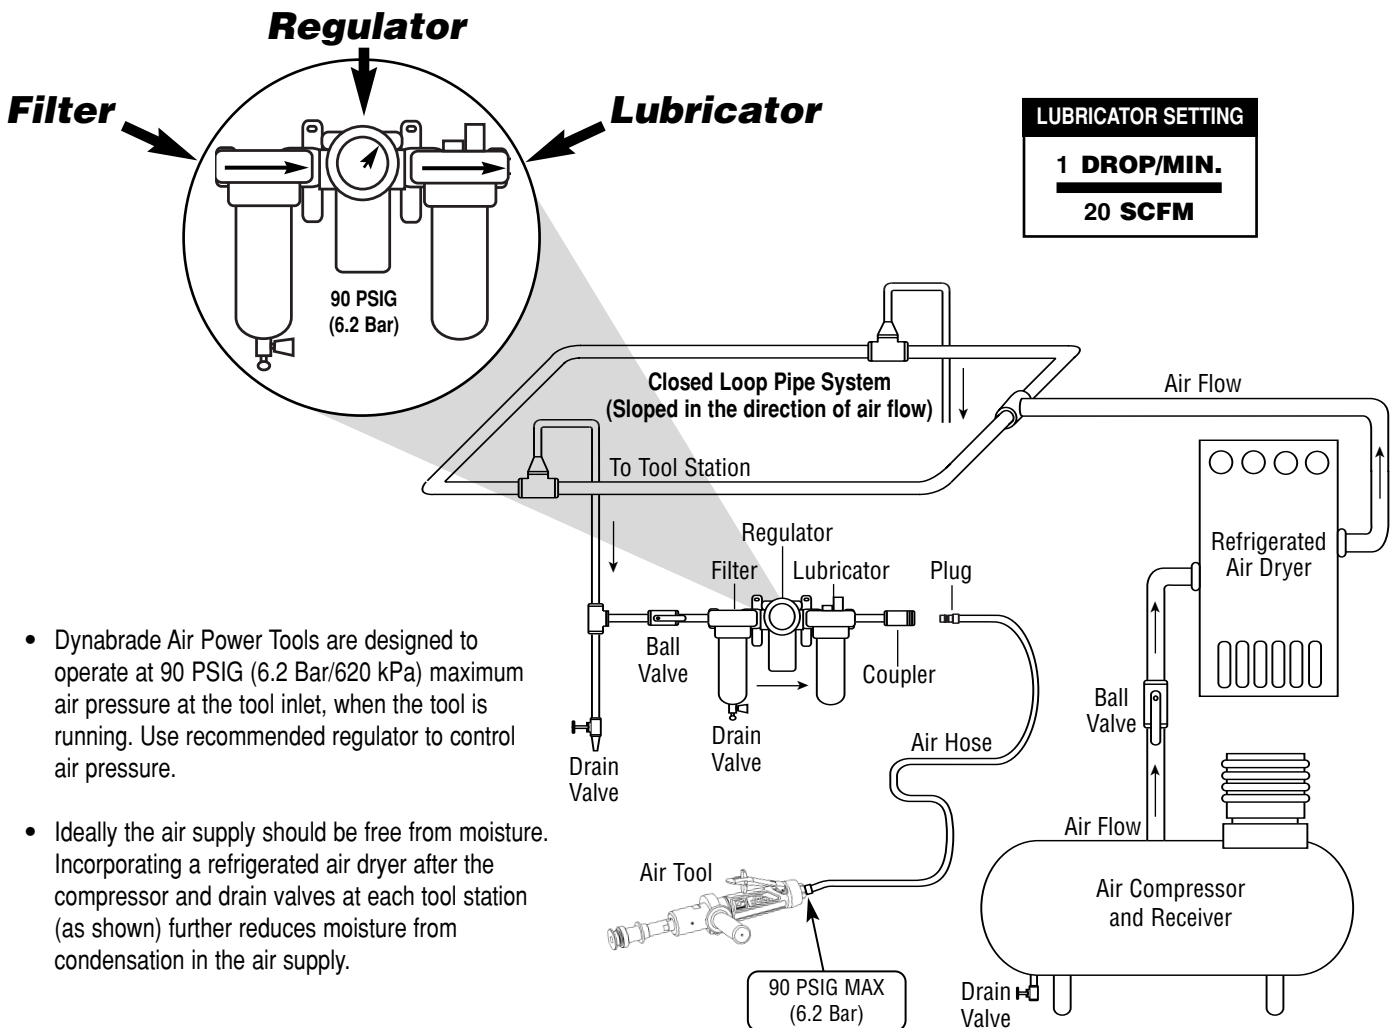 Regulator
Filter
Lubricator
LUBRICATOR SETTING
1 DROP/MIN.
20 SCFM
90 PSIG
(6.2 Bar)
Closed Loop Pipe System
(Sloped in the direction of air flow)
Air Flow
To Tool Station
Refrigerated
Air Dryer
Regulator
Filter
Lubricator
Plug
Ball
Valve
Coupler
Drain
Valve
Drain
Valve
Air Hose
Ball
Valve
• Dynabrade Air Power Tools are designed to
operate at 90 PSIG (6.2 Bar/620 kPa) maximum
air pressure at the tool inlet, when the tool is
running. Use recommended regulator to control
air pressure.
• Ideally the air supply should be free from moisture.
Incorporating a refrigerated air dryer after the
compressor and drain valves at each tool station
(as shown) further reduces moisture from
condensation in the air supply.
Air Flow
Air Tool
Air Compressor
and Receiver
90 PSIG MAX
(6.2 Bar)
Drain
Valve